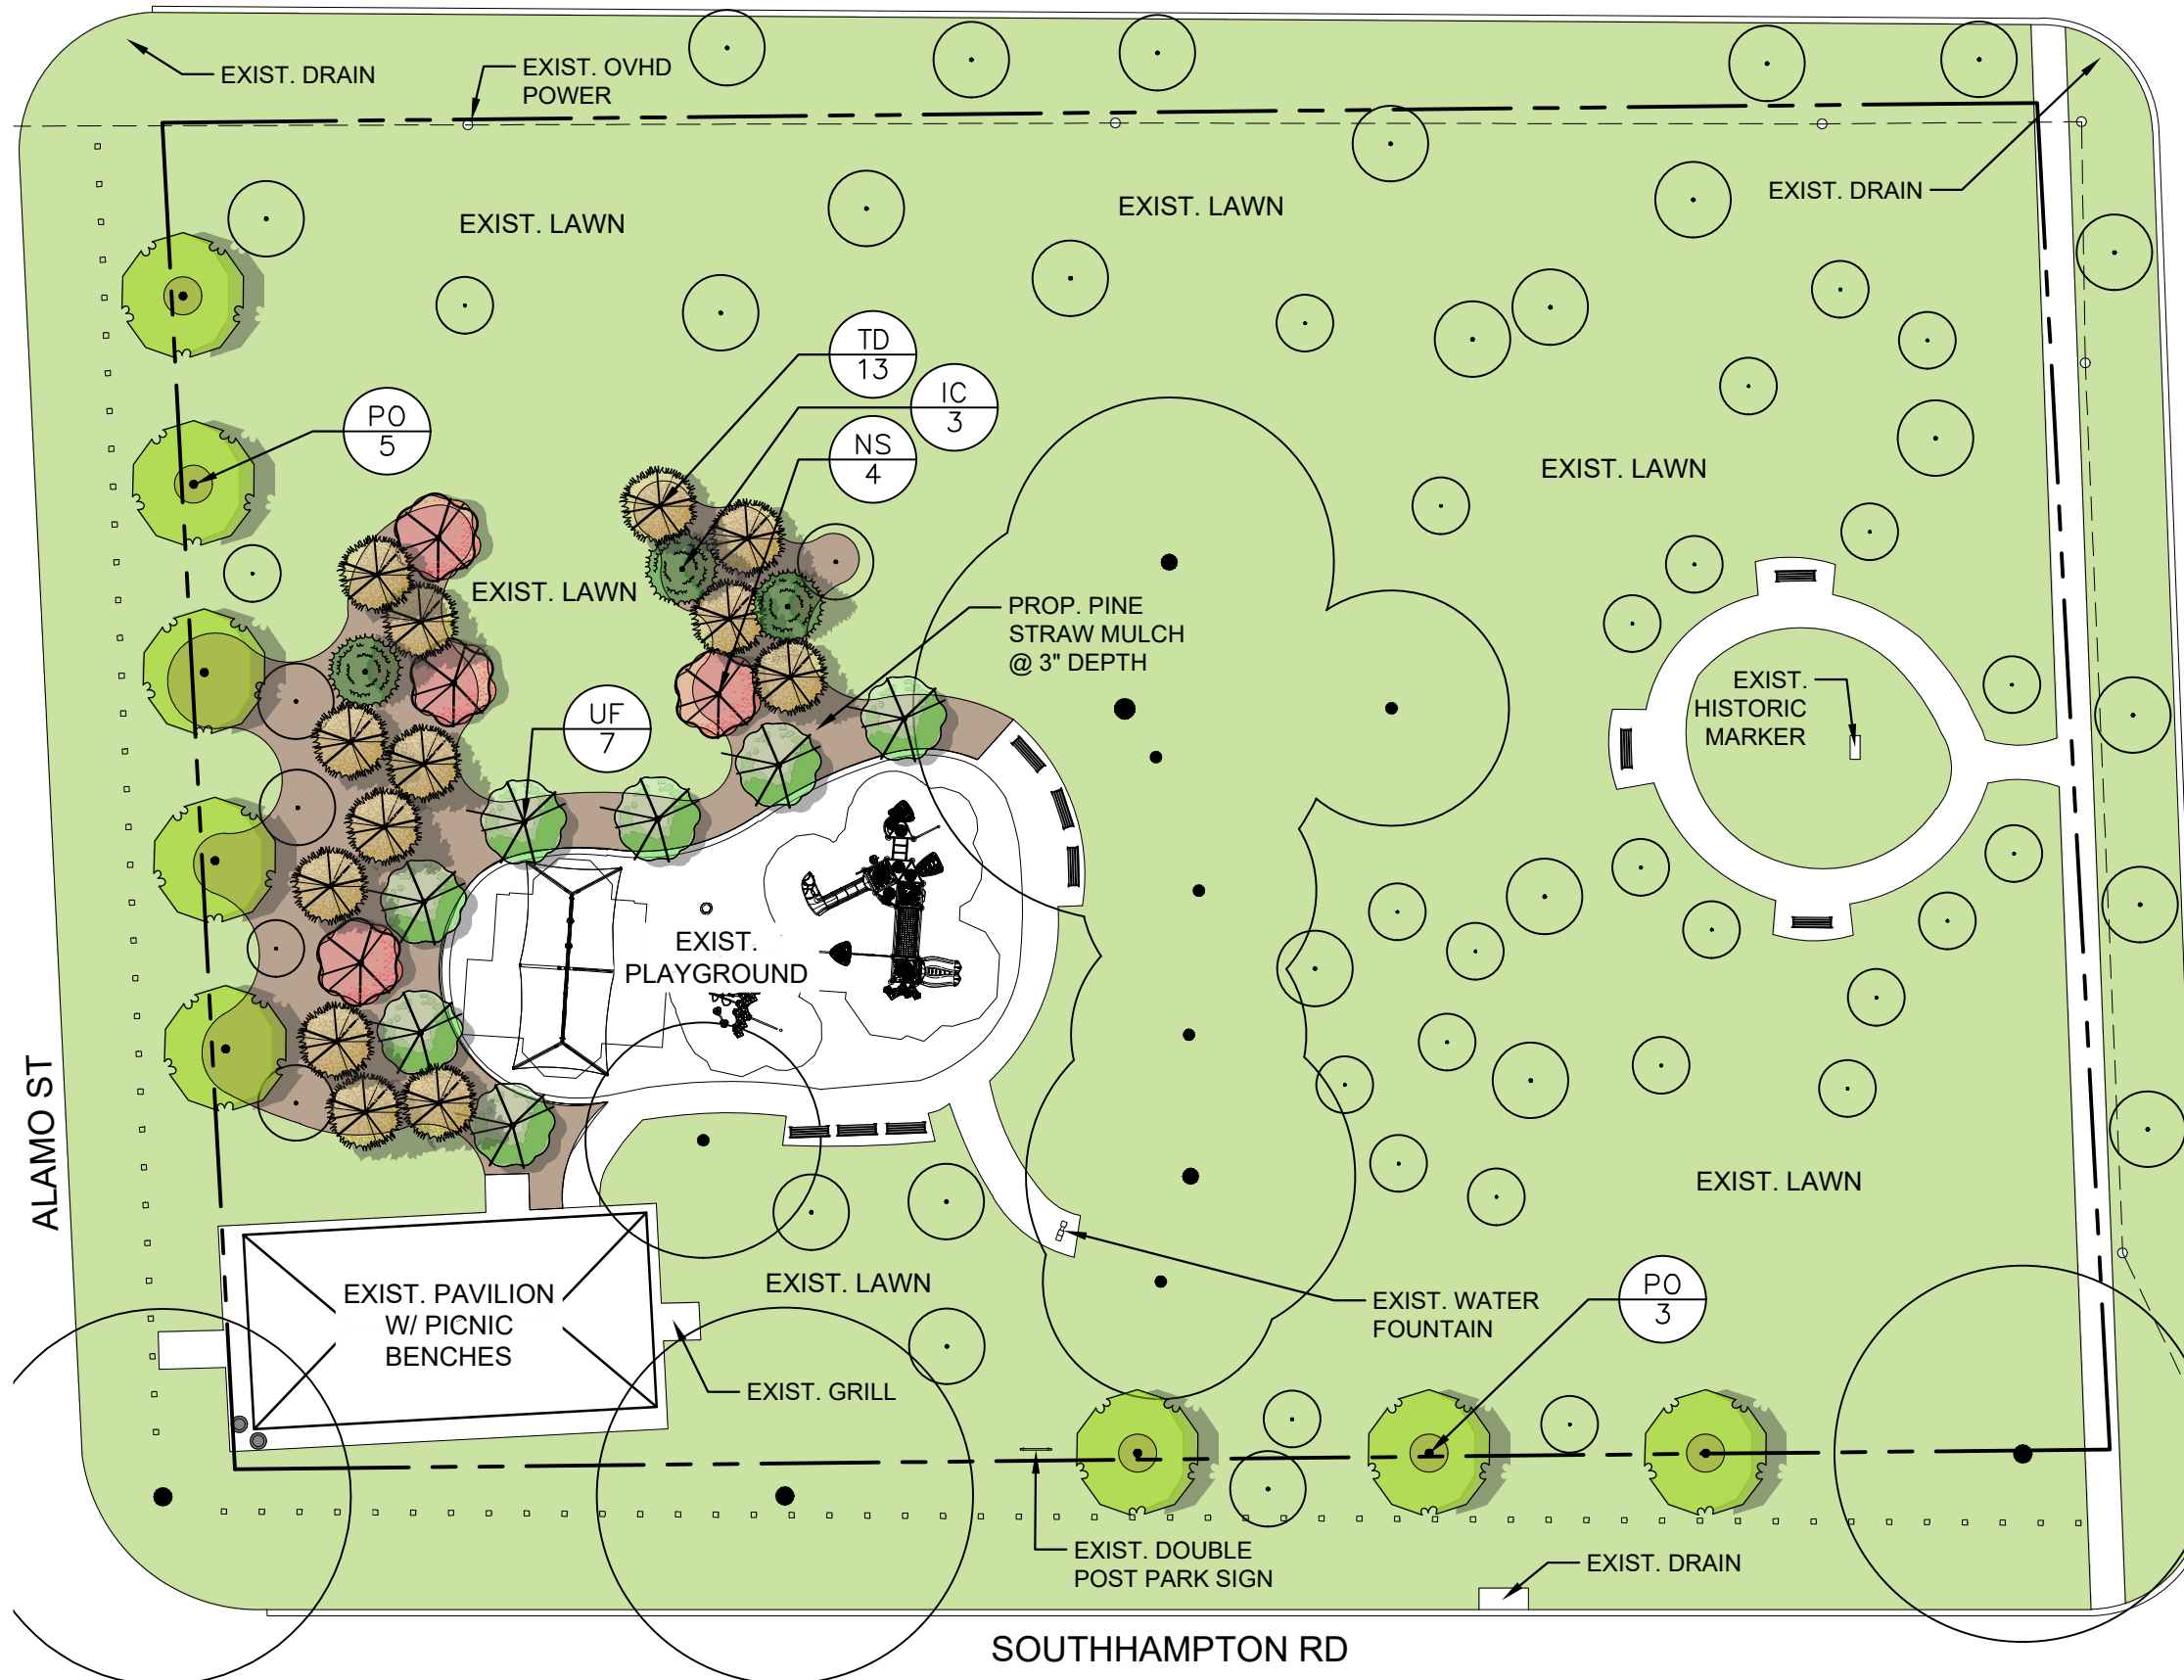 EXIST. DRAIN
EXIST. OVHD
POWER
EXIST. DRAIN
EXIST. LAWN
EXIST. LAWN
TD
13
IC
3
NS
4
PO
5
EXIST. LAWN
EXIST. LAWN
PROP. PINE
STRAW MULCH
@ 3" DEPTH
EXIST.
HISTORIC
MARKER
UF
7
EXIST.
PLAYGROUND
ALAMO ST
EXIST. LAWN
EXIST. LAWN
EXIST. PAVILION
W/ PICNIC
BENCHES
EXIST. WATER
FOUNTAIN
PO
3
EXIST. GRILL
EXIST. DOUBLE
POST PARK SIGN
EXIST. DRAIN
SOUTHHAMPTON RD